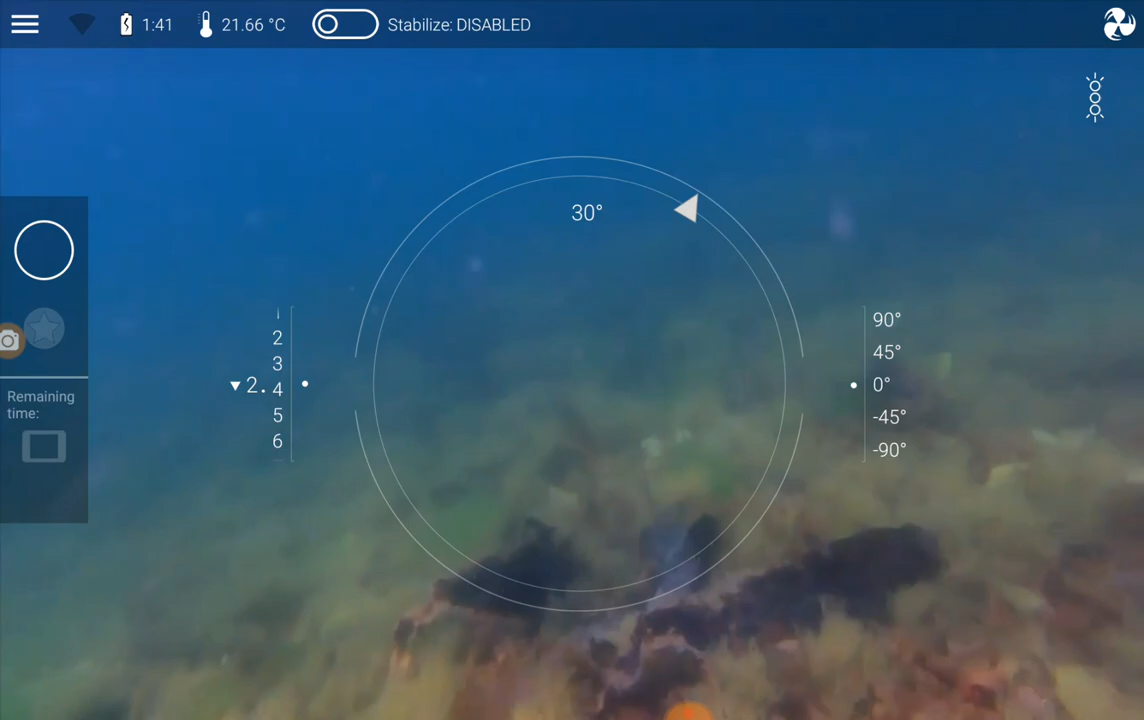 1:41
21.66 °C
Stabilize: DISABLED
30°
2
3
▼ 2. 4
5
6
90°
45°
0°
-45°
-90°
Remaining
time: